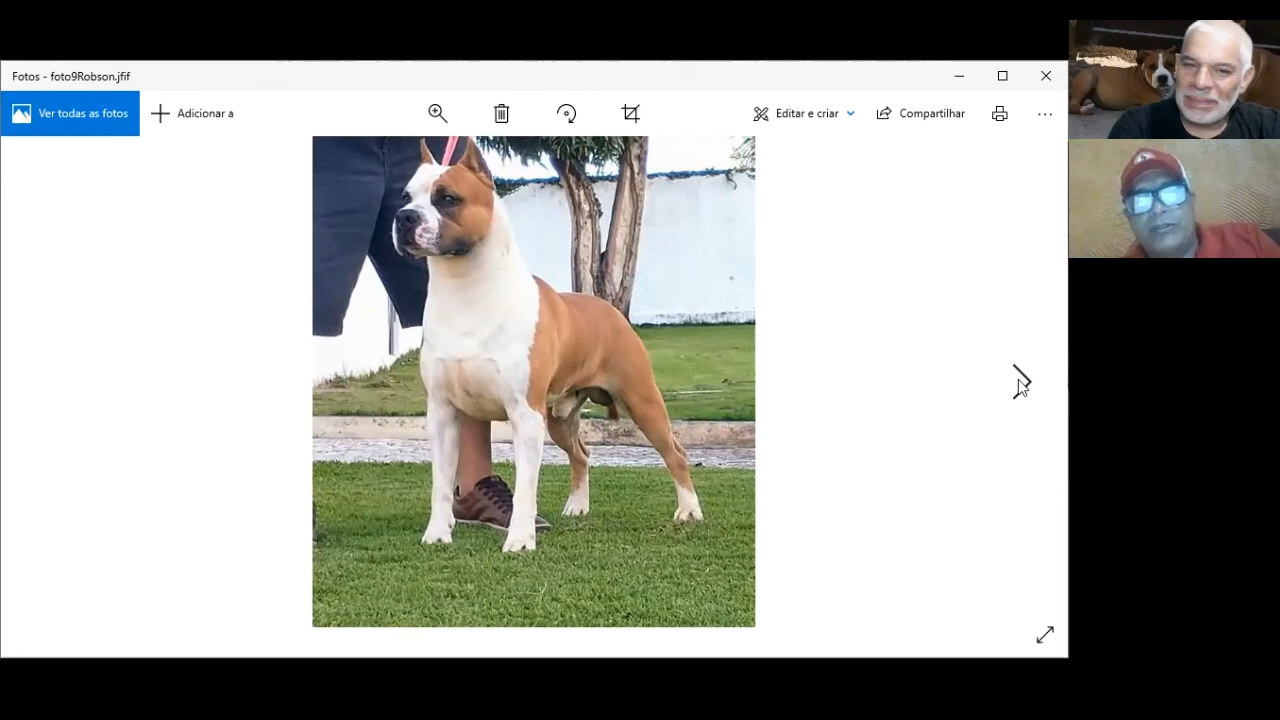 Fotos - foto9Robson.jfif
Ver todas as fotos
Adicionar a
Editar e criar
Compartilhar